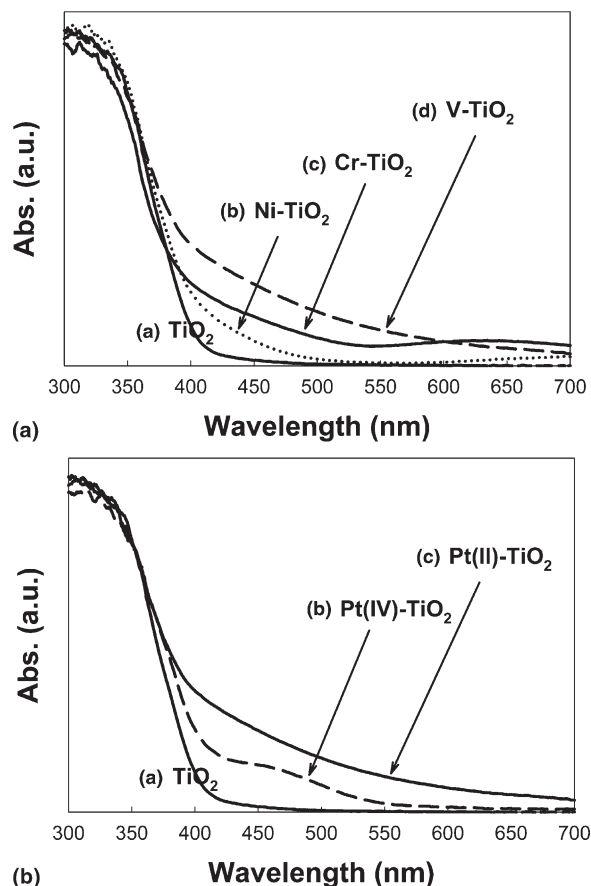 Abs. (a.u.)
(d) V-TiO₂
(c) Cr-TiO₂
(b) Ni-TiO₂
(a) TiO₂
300 350 400 450 500 550 600 650 700
Wavelength (nm)
(a)
Abs. (a.u.)
(c) Pt(II)-TiO₂
(b) Pt(IV)-TiO₂
(a) TiO₂
300 350 400 450 500 550 600 650 700
Wavelength (nm)
(b)